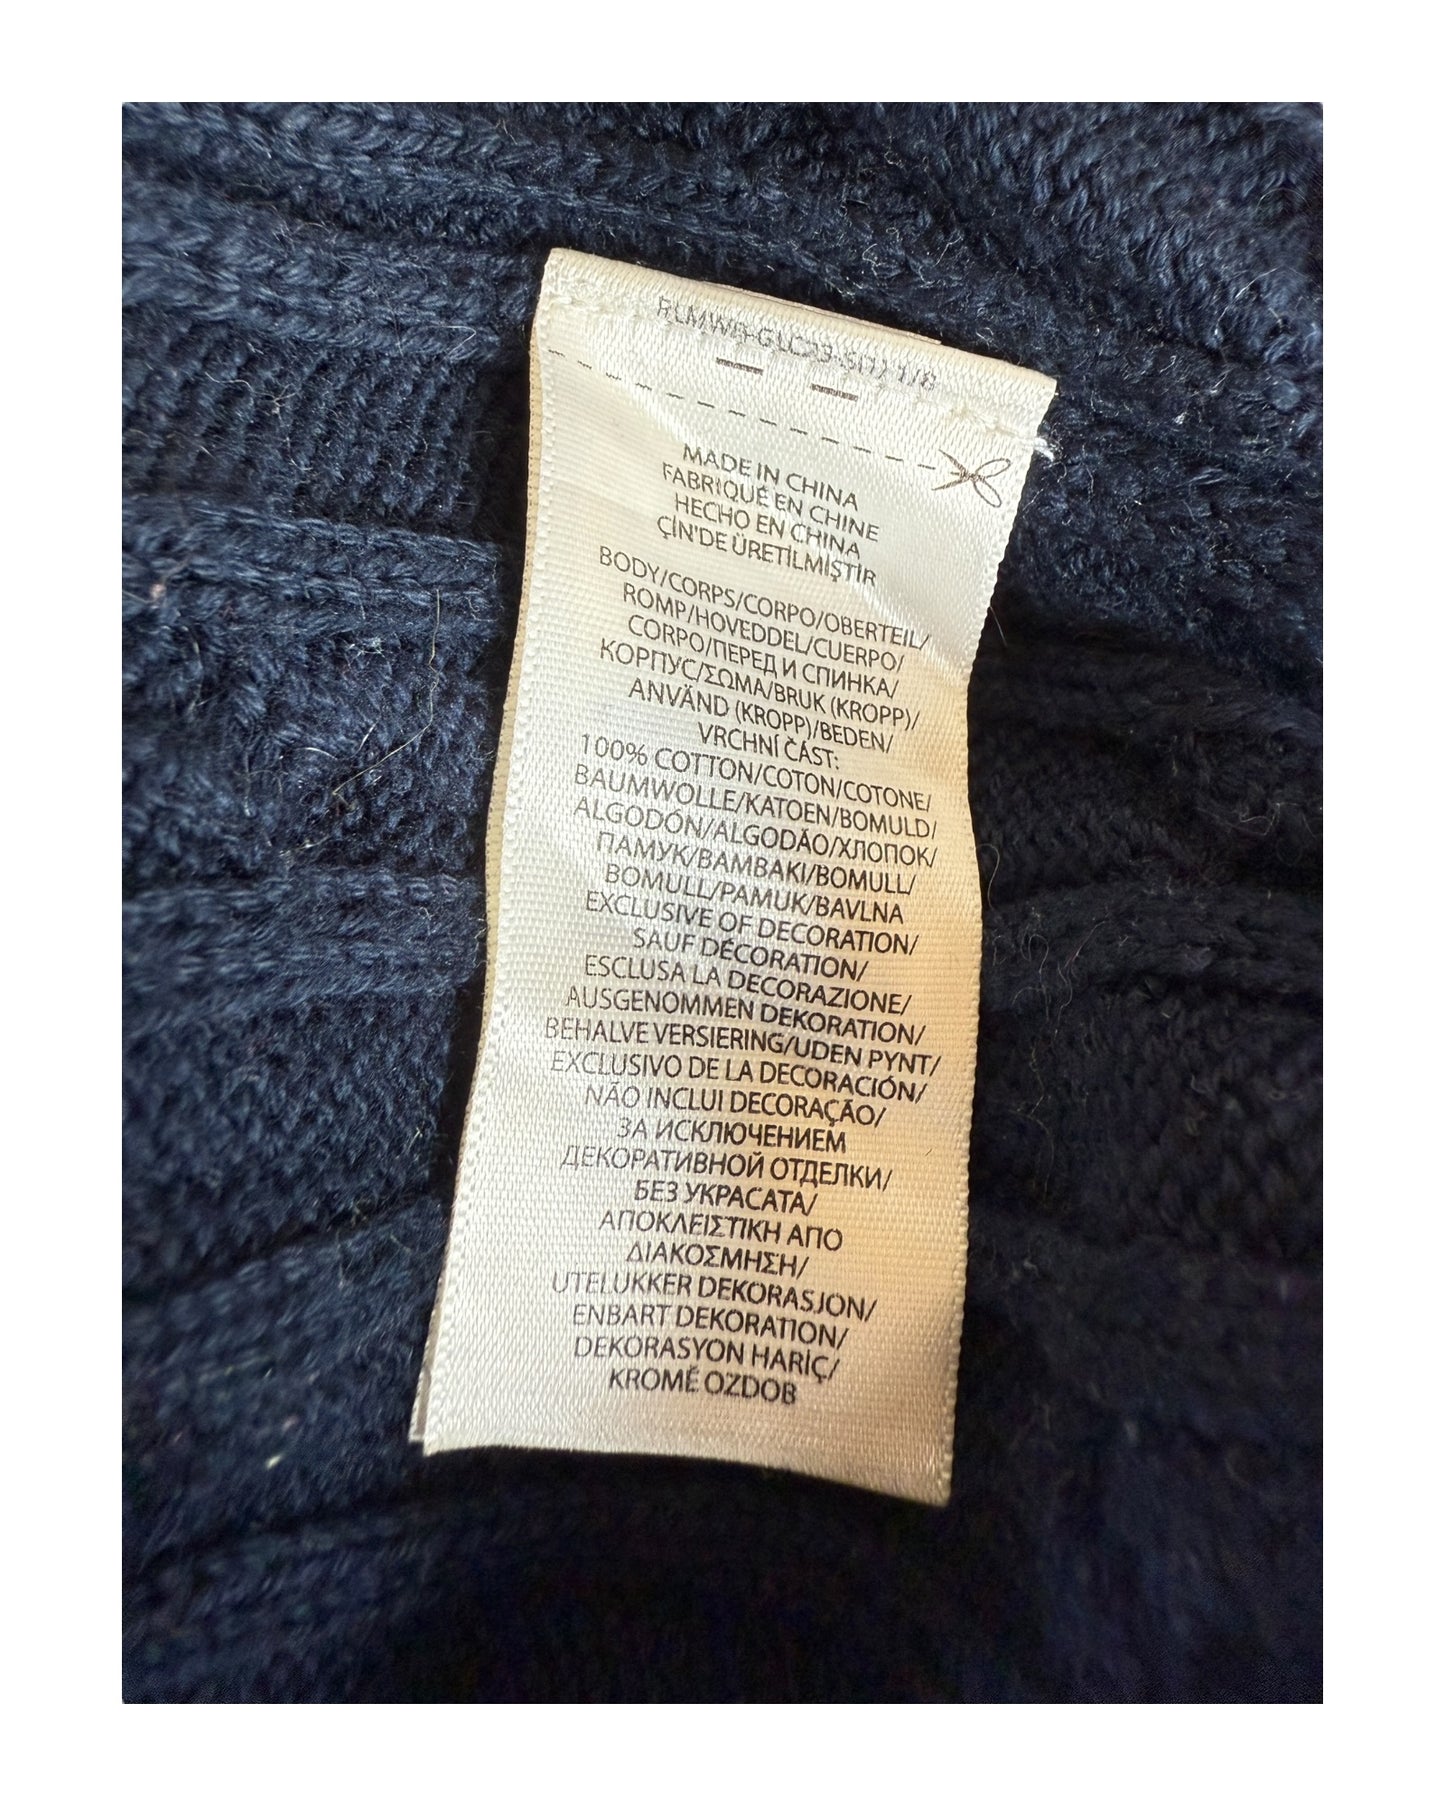 MADE IN CHINA
FABRIQUÉ EN CHINE
HECHO EN CHINA
ÇİN'DE ÜRETİLMİŞTİR
BODY/CORPS/CORPO/OBERTEIL/
ROMP/HOVEDDEL/CUERPO/
CORPO/ПЕРЕД И СПИНКА/
КОРПУС/ΣΩΜΑ/BRUK (KROPP)/
ANVÄND (KROPP)/BEDEN/
VRCHNÍ ČÁST:
100% COTTON/COTON/COTONE/
BAUMWOLLE/KATOEN/BOMULD/
ALGODÓN/ALGODÃO/ХЛОПОК/
ПАМУК/ΒΑΜΒΑΚΙ/BOMULL/
BOMULL/PAMUK/BAVLNA
EXCLUSIVE OF DECORATION/
SAUF DÉCORATION/
ESCLUSA LA DECORAZIONE/
AUSGENOMMEN DEKORATION/
BEHALVE VERSIERING/UDEN PYNT/
EXCLUSIVO DE LA DECORACIÓN/
NÃO INCLUI DECORAÇÃO/
ЗА ИСКЛЮЧЕНИЕМ
ДЕКОРАТИВНОЙ ОТДЕЛКИ/
БЕЗ УКРАСАТА/
ΑΠΟΚΛΕΙΣΤΙΚΗ ΑΠΟ
ΔΙΑΚΟΣΜΗΣΗ/
UTELUKKER DEKORASJON/
ENBART DEKORATION/
DEKORASYON HARİÇ/
KROMĚ OZDOB